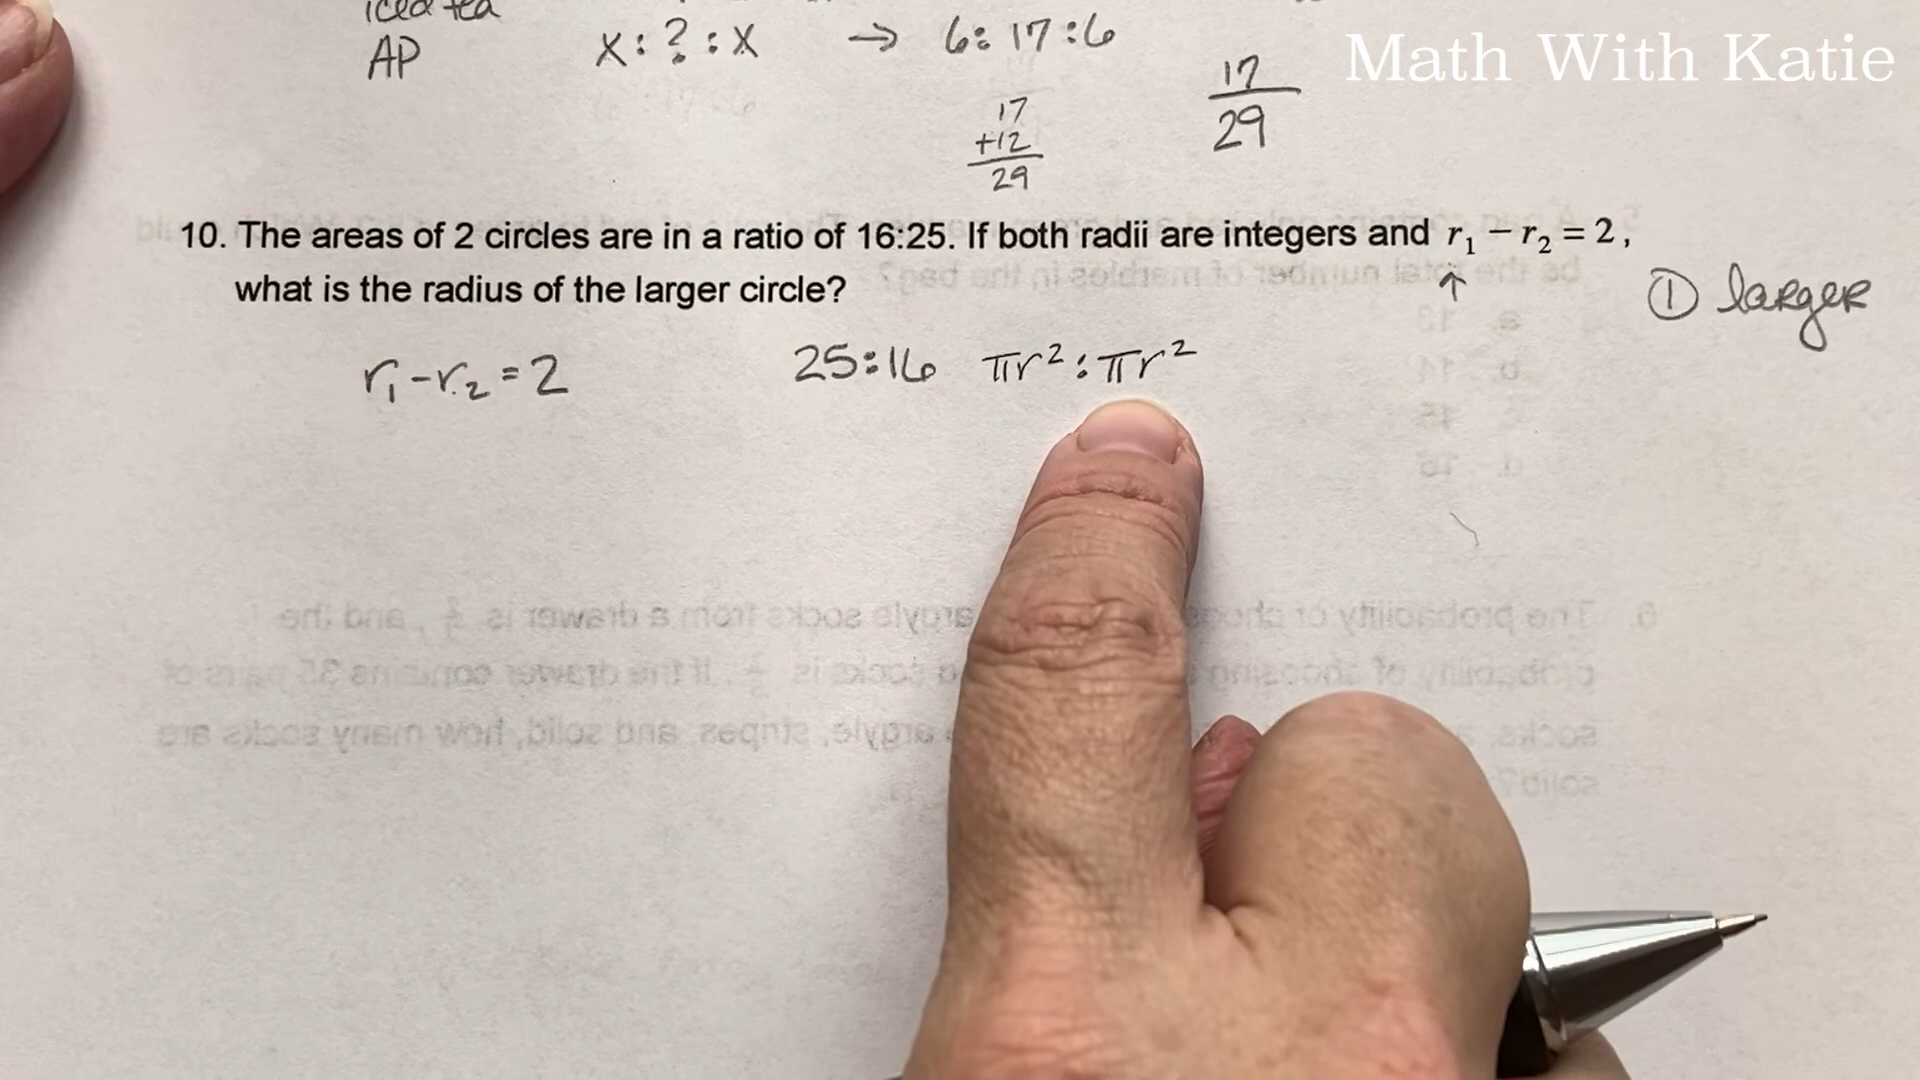 iced tea
AP
x : ? : x → 6 : 17 : 6
17
+12
29
17
29
Math With Katie
10. The areas of 2 circles are in a ratio of 16:25. If both radii are integers and r₁ − r₂ = 2,
what is the radius of the larger circle?
↑
① larger
r₁ - r₂ = 2
25:16 πr² : πr²